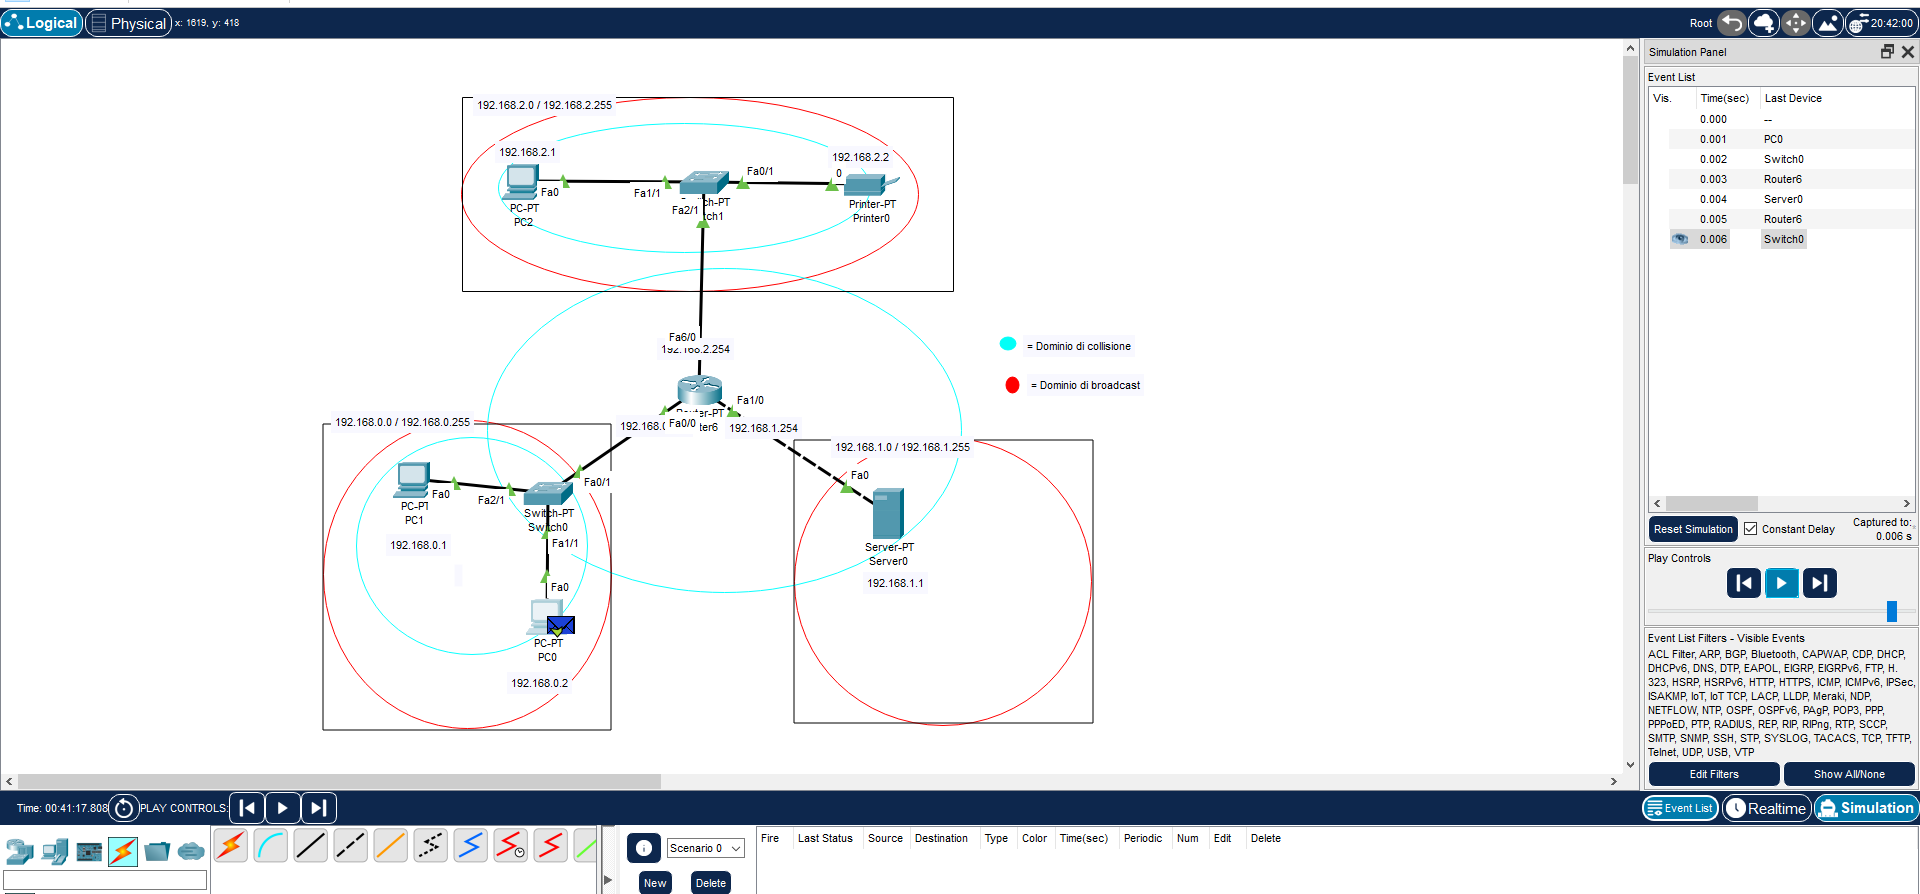 Logical
Physical
x: 1619, y: 418
Root
20:42:00
192.168.2.0 / 192.168.2.255
192.168.2.1
192.168.2.2
Fa0
Fa1/1
Fa0/1
0
PC-PT
PC2
Fa2/1
Printer-PT
Printer0
Fa6/0
192.168.2.254
= Dominio di collisione
= Dominio di broadcast
Fa1/0
Fa0/0
192.168.1.254
192.168.0.0 / 192.168.0.255
192.168.1.0 / 192.168.1.255
Fa0
Fa2/1
Fa0/1
PC-PT
PC1
Switch-PT
Switch0
192.168.0.1
Fa1/1
Fa0
PC-PT
PC0
192.168.0.2
Fa0
Server-PT
Server0
192.168.1.1
Simulation Panel
Event List
Vis. Time(sec) Last Device
0.000 --
0.001 PC0
0.002 Switch0
0.003 Router6
0.004 Server0
0.005 Router6
0.006 Switch0
Reset Simulation
Constant Delay
Captured to:
0.006 s
Play Controls
Event List Filters - Visible Events
ACL Filter, ARP, BGP, Bluetooth, CAPWAP, CDP, DHCP,
DHCPv6, DNS, DTP, EAPOL, EIGRP, EIGRPv6, FTP, H.
323, HSRP, HSRPv6, HTTP, HTTPS, ICMP, ICMPv6, IPSec,
ISAKMP, IoT, IoT TCP, LACP, LLDP, Meraki, NDP,
NETFLOW, NTP, OSPF, OSPFv6, PAgP, POP3, PPP,
PPPoED, PTP, RADIUS, REP, RIP, RIPng, RTP, SCCP,
SMTP, SNMP, SSH, STP, SYSLOG, TACACS, TCP, TFTP,
Telnet, UDP, USB, VTP
Edit Filters
Show All/None
Time: 00:41:17.808
PLAY CONTROLS:
Event List
Realtime
Simulation
Scenario 0
New
Delete
Fire Last Status Source Destination Type Color Time(sec) Periodic Num Edit Delete